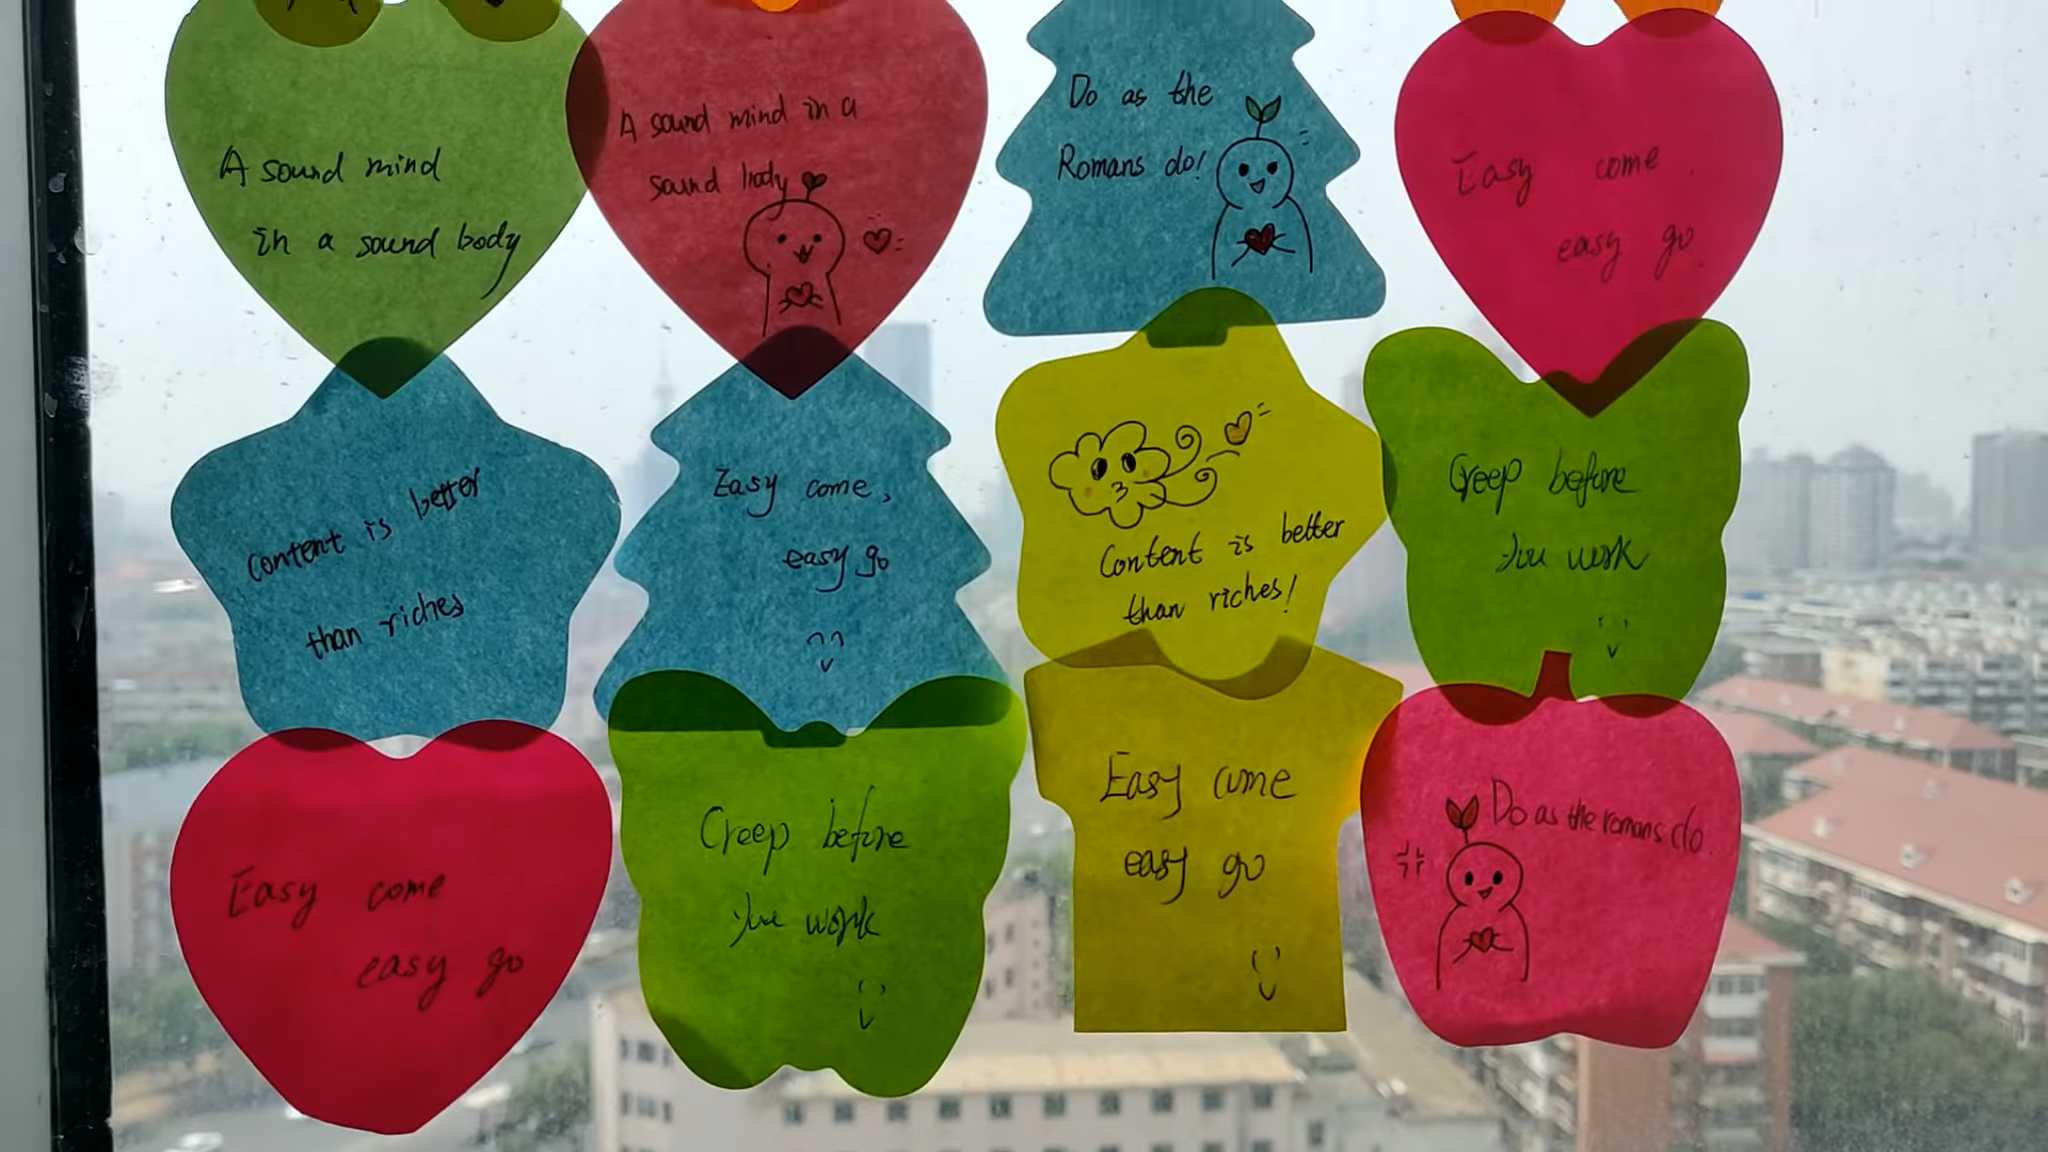 A sound mind
in a sound body
A sound mind in a
sound body
Do as the
Romans do!
Easy come
easy go
Content is better
than riches
Easy come,
easy go
Content is better
than riches!
Creep before
you work
Easy come
easy go
Creep before
you work
Easy come
easy go
Do as the romans do.